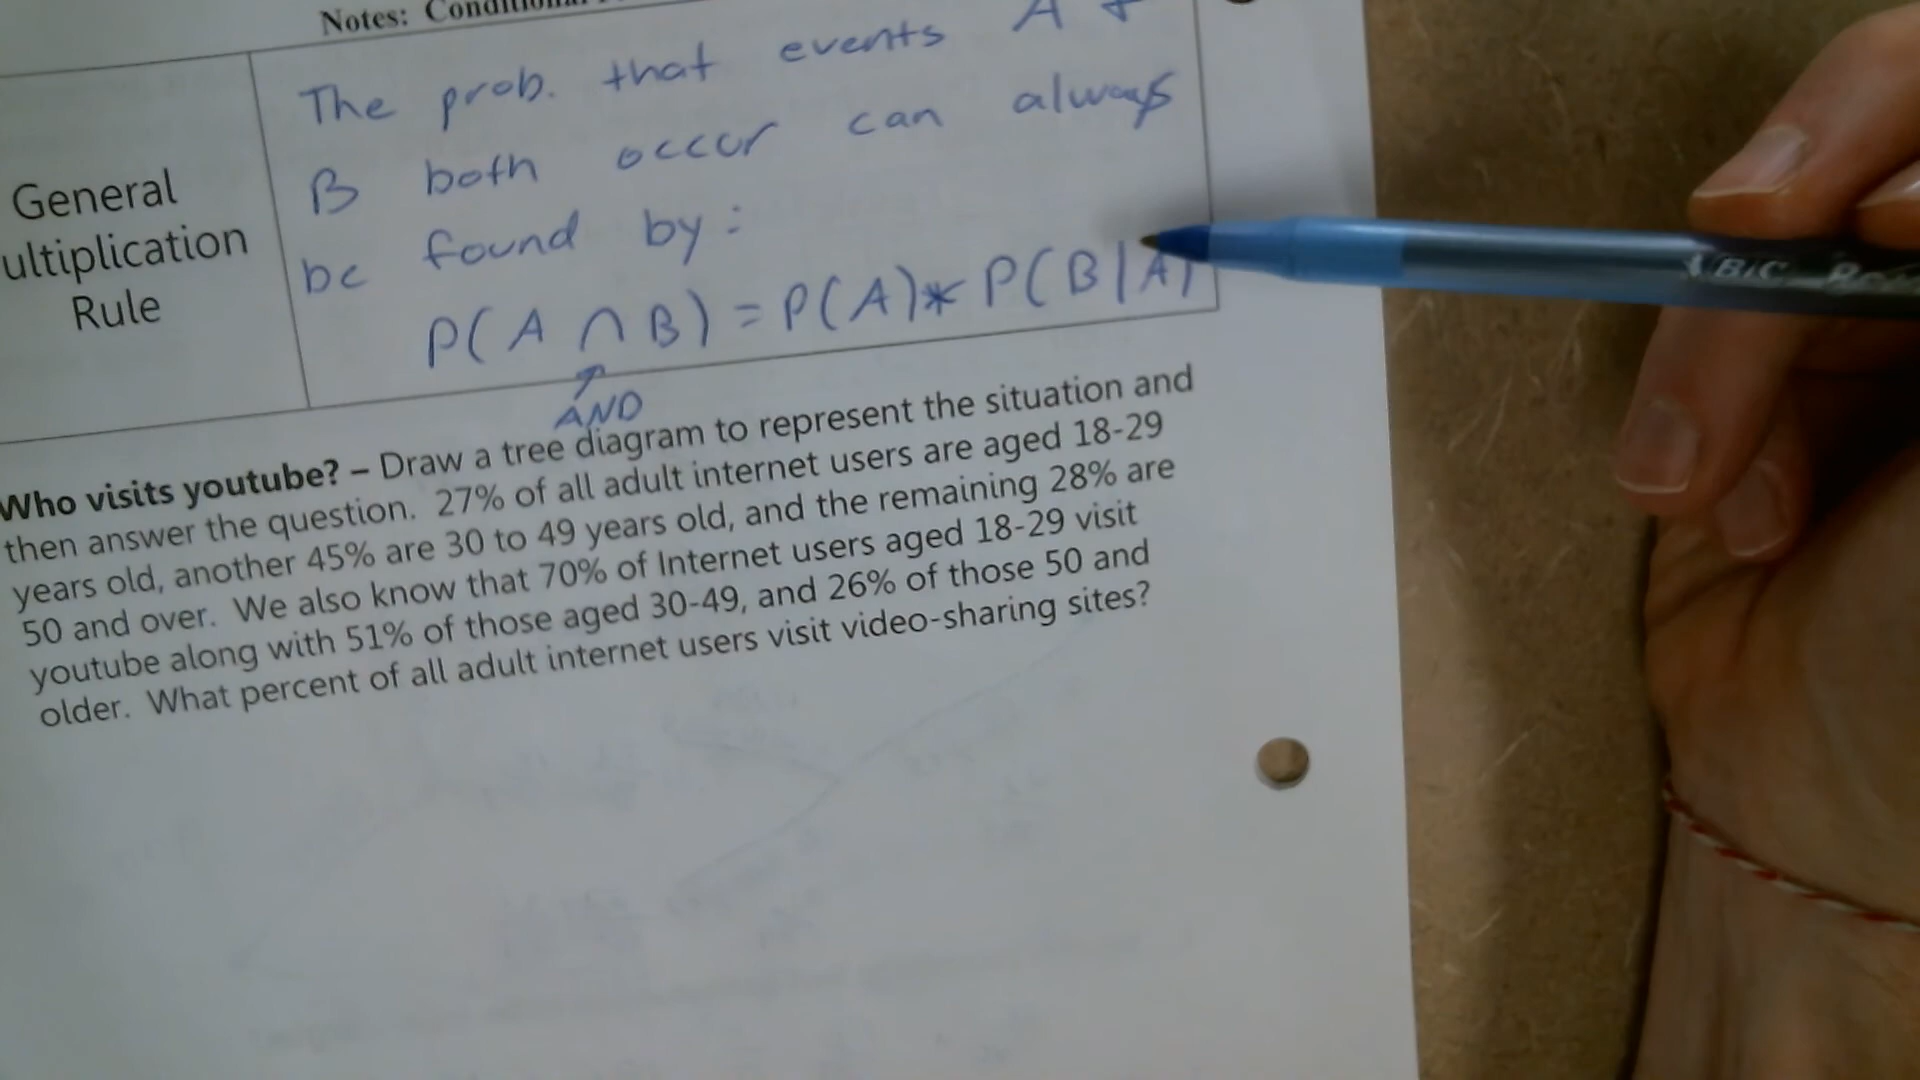 Notes: Conditional
The prob. that events A &
B both occur can always
be found by:
P(A ∩ B) = P(A)* P(B|A)
AND
General
ultiplication
Rule
Who visits youtube? – Draw a tree diagram to represent the situation and
then answer the question. 27% of all adult internet users are aged 18-29
years old, another 45% are 30 to 49 years old, and the remaining 28% are
50 and over. We also know that 70% of Internet users aged 18-29 visit
youtube along with 51% of those aged 30-49, and 26% of those 50 and
older. What percent of all adult internet users visit video-sharing sites?
BIC